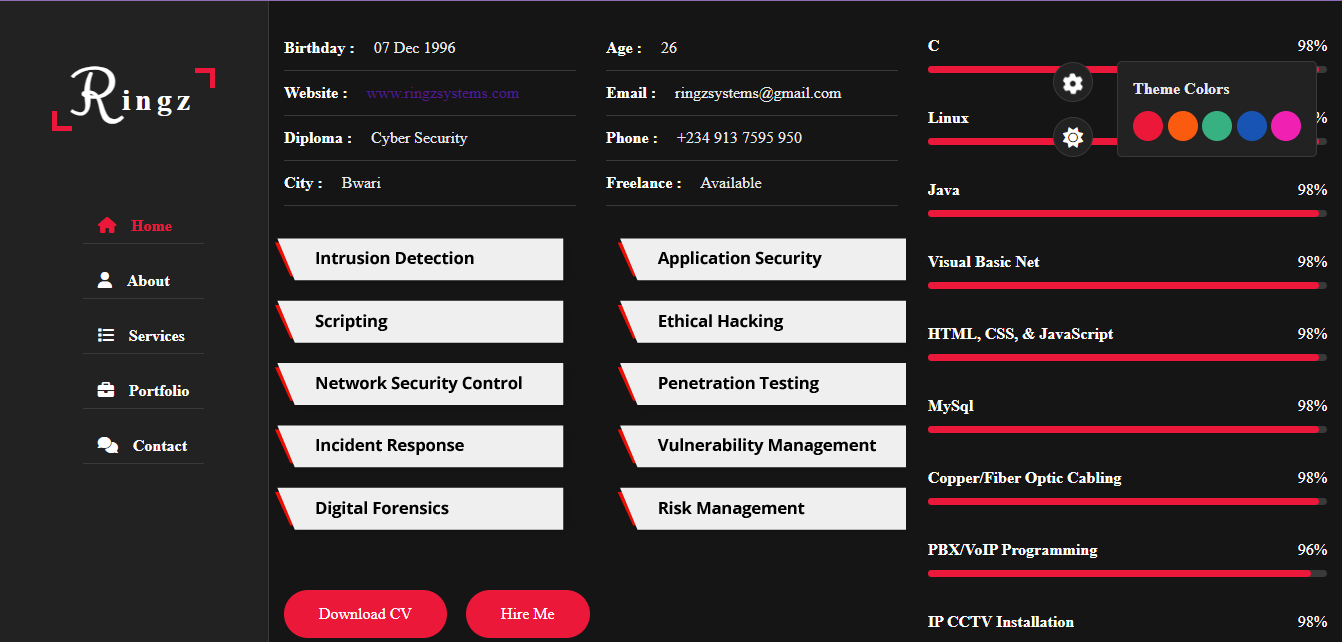 Ringz
Home
About
Services
Portfolio
Contact
Birthday : 07 Dec 1996
Age : 26
Website : www.ringzsystems.com
Email : ringzsystems@gmail.com
Diploma : Cyber Security
Phone : +234 913 7595 950
City : Bwari
Freelance : Available
Intrusion Detection
Application Security
Scripting
Ethical Hacking
Network Security Control
Penetration Testing
Incident Response
Vulnerability Management
Digital Forensics
Risk Management
Download CV
Hire Me
C 98%
Theme Colors
Linux %
Java 98%
Visual Basic Net 98%
HTML, CSS, & JavaScript 98%
MySql 98%
Copper/Fiber Optic Cabling 98%
PBX/VoIP Programming 96%
IP CCTV Installation 98%